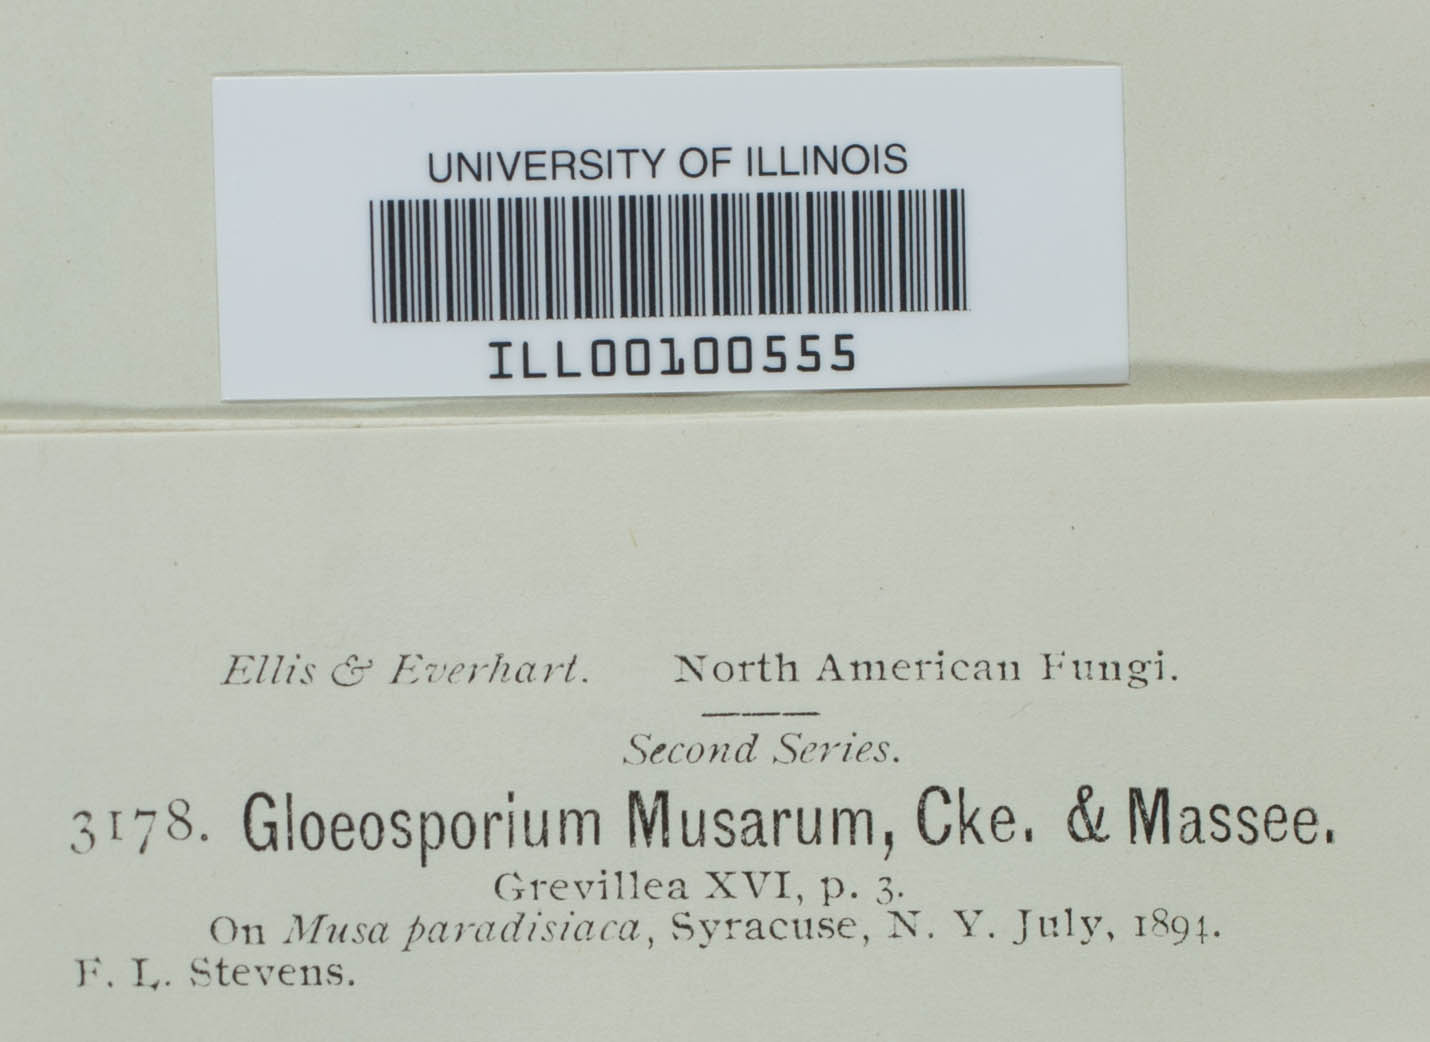 UNIVERSITY OF ILLINOIS
ILL00100555
Ellis & Everhart. North American Fungi.
Second Series.
3178. Gloeosporium Musarum, Cke. & Massee.
Grevillea XVI, p. 3.
On Musa paradisiaca, Syracuse, N. Y. July, 1894.
F. L. Stevens.